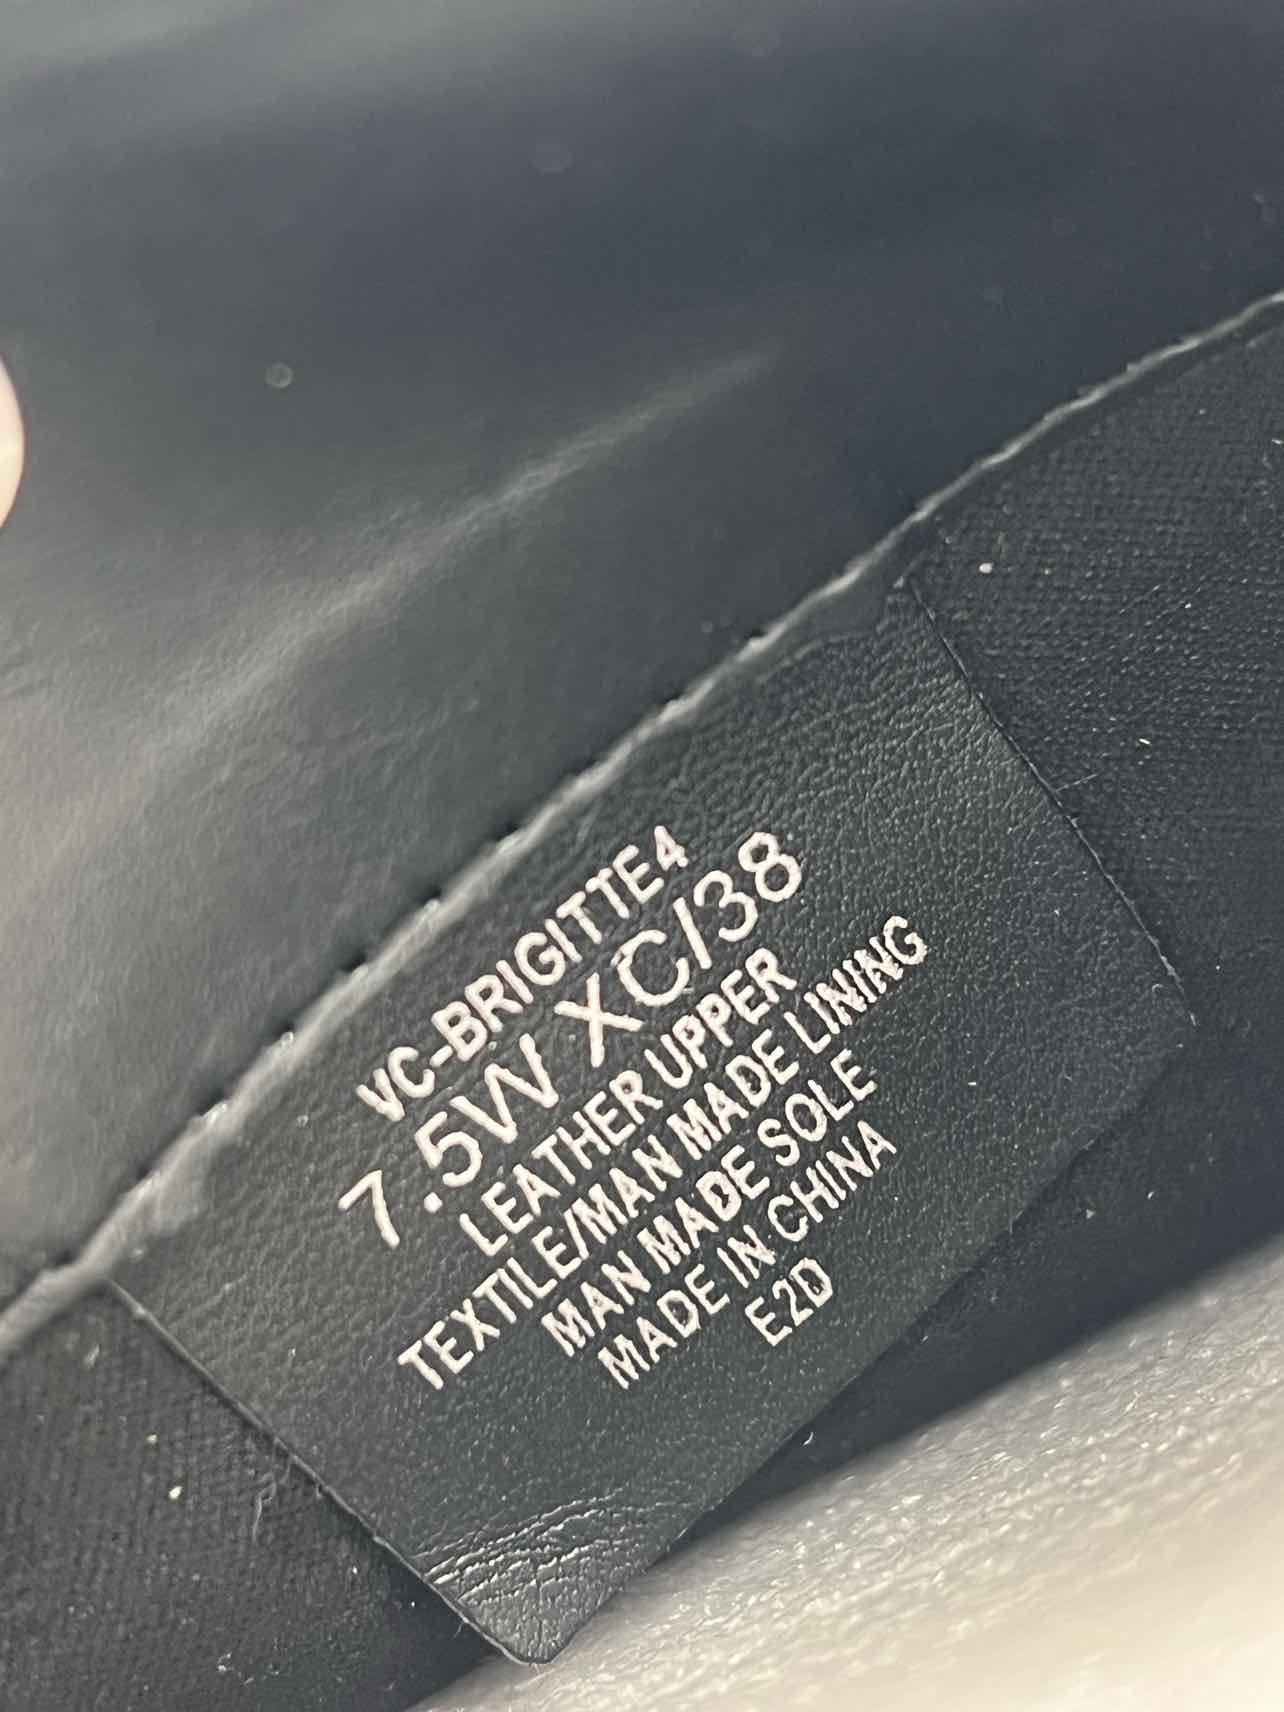 VC-BRIGITTE4
7.5W XC/38
LEATHER UPPER
TEXTILE/MAN MADE LINING
MAN MADE SOLE
MADE IN CHINA
E2D